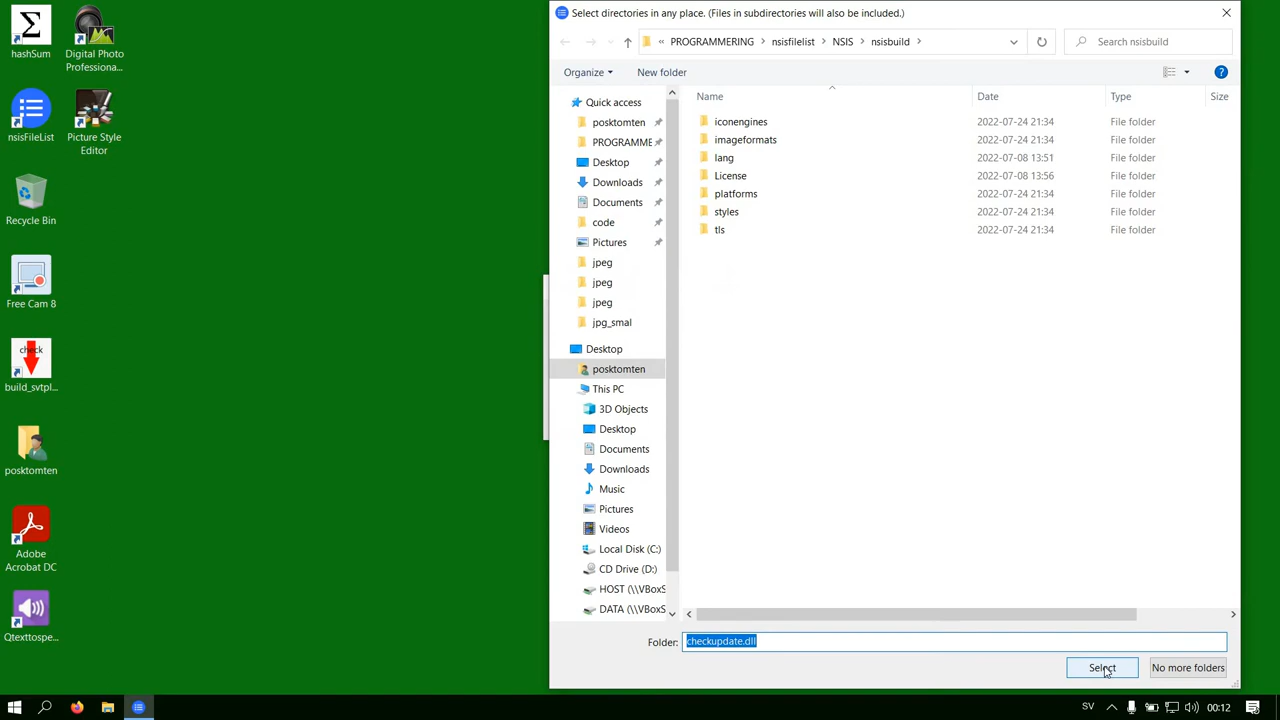 hashSum
Digital Photo
Professiona...
nsisFileList
Picture Style
Editor
Recycle Bin
Free Cam 8
check
build_svtpl...
posktomten
Adobe
Acrobat DC
Qtexttospe...
Select directories in any place. (Files in subdirectories will also be included.)
« PROGRAMMERING > nsisfilelist > NSIS > nsisbuild >
Search nsisbuild
Organize
New folder
Name Date Type Size
iconengines 2022-07-24 21:34 File folder
imageformats 2022-07-24 21:34 File folder
lang 2022-07-08 13:51 File folder
License 2022-07-08 13:56 File folder
platforms 2022-07-24 21:34 File folder
styles 2022-07-24 21:34 File folder
tls 2022-07-24 21:34 File folder
Quick access
posktomten
PROGRAMME
Desktop
Downloads
Documents
code
Pictures
jpeg
jpeg
jpeg
jpg_smal
Desktop
posktomten
This PC
3D Objects
Desktop
Documents
Downloads
Music
Pictures
Videos
Local Disk (C:)
CD Drive (D:)
HOST (\\VBoxS
DATA (\\VBoxS
Folder: checkupdate.dll
Select
No more folders
SV
00:12